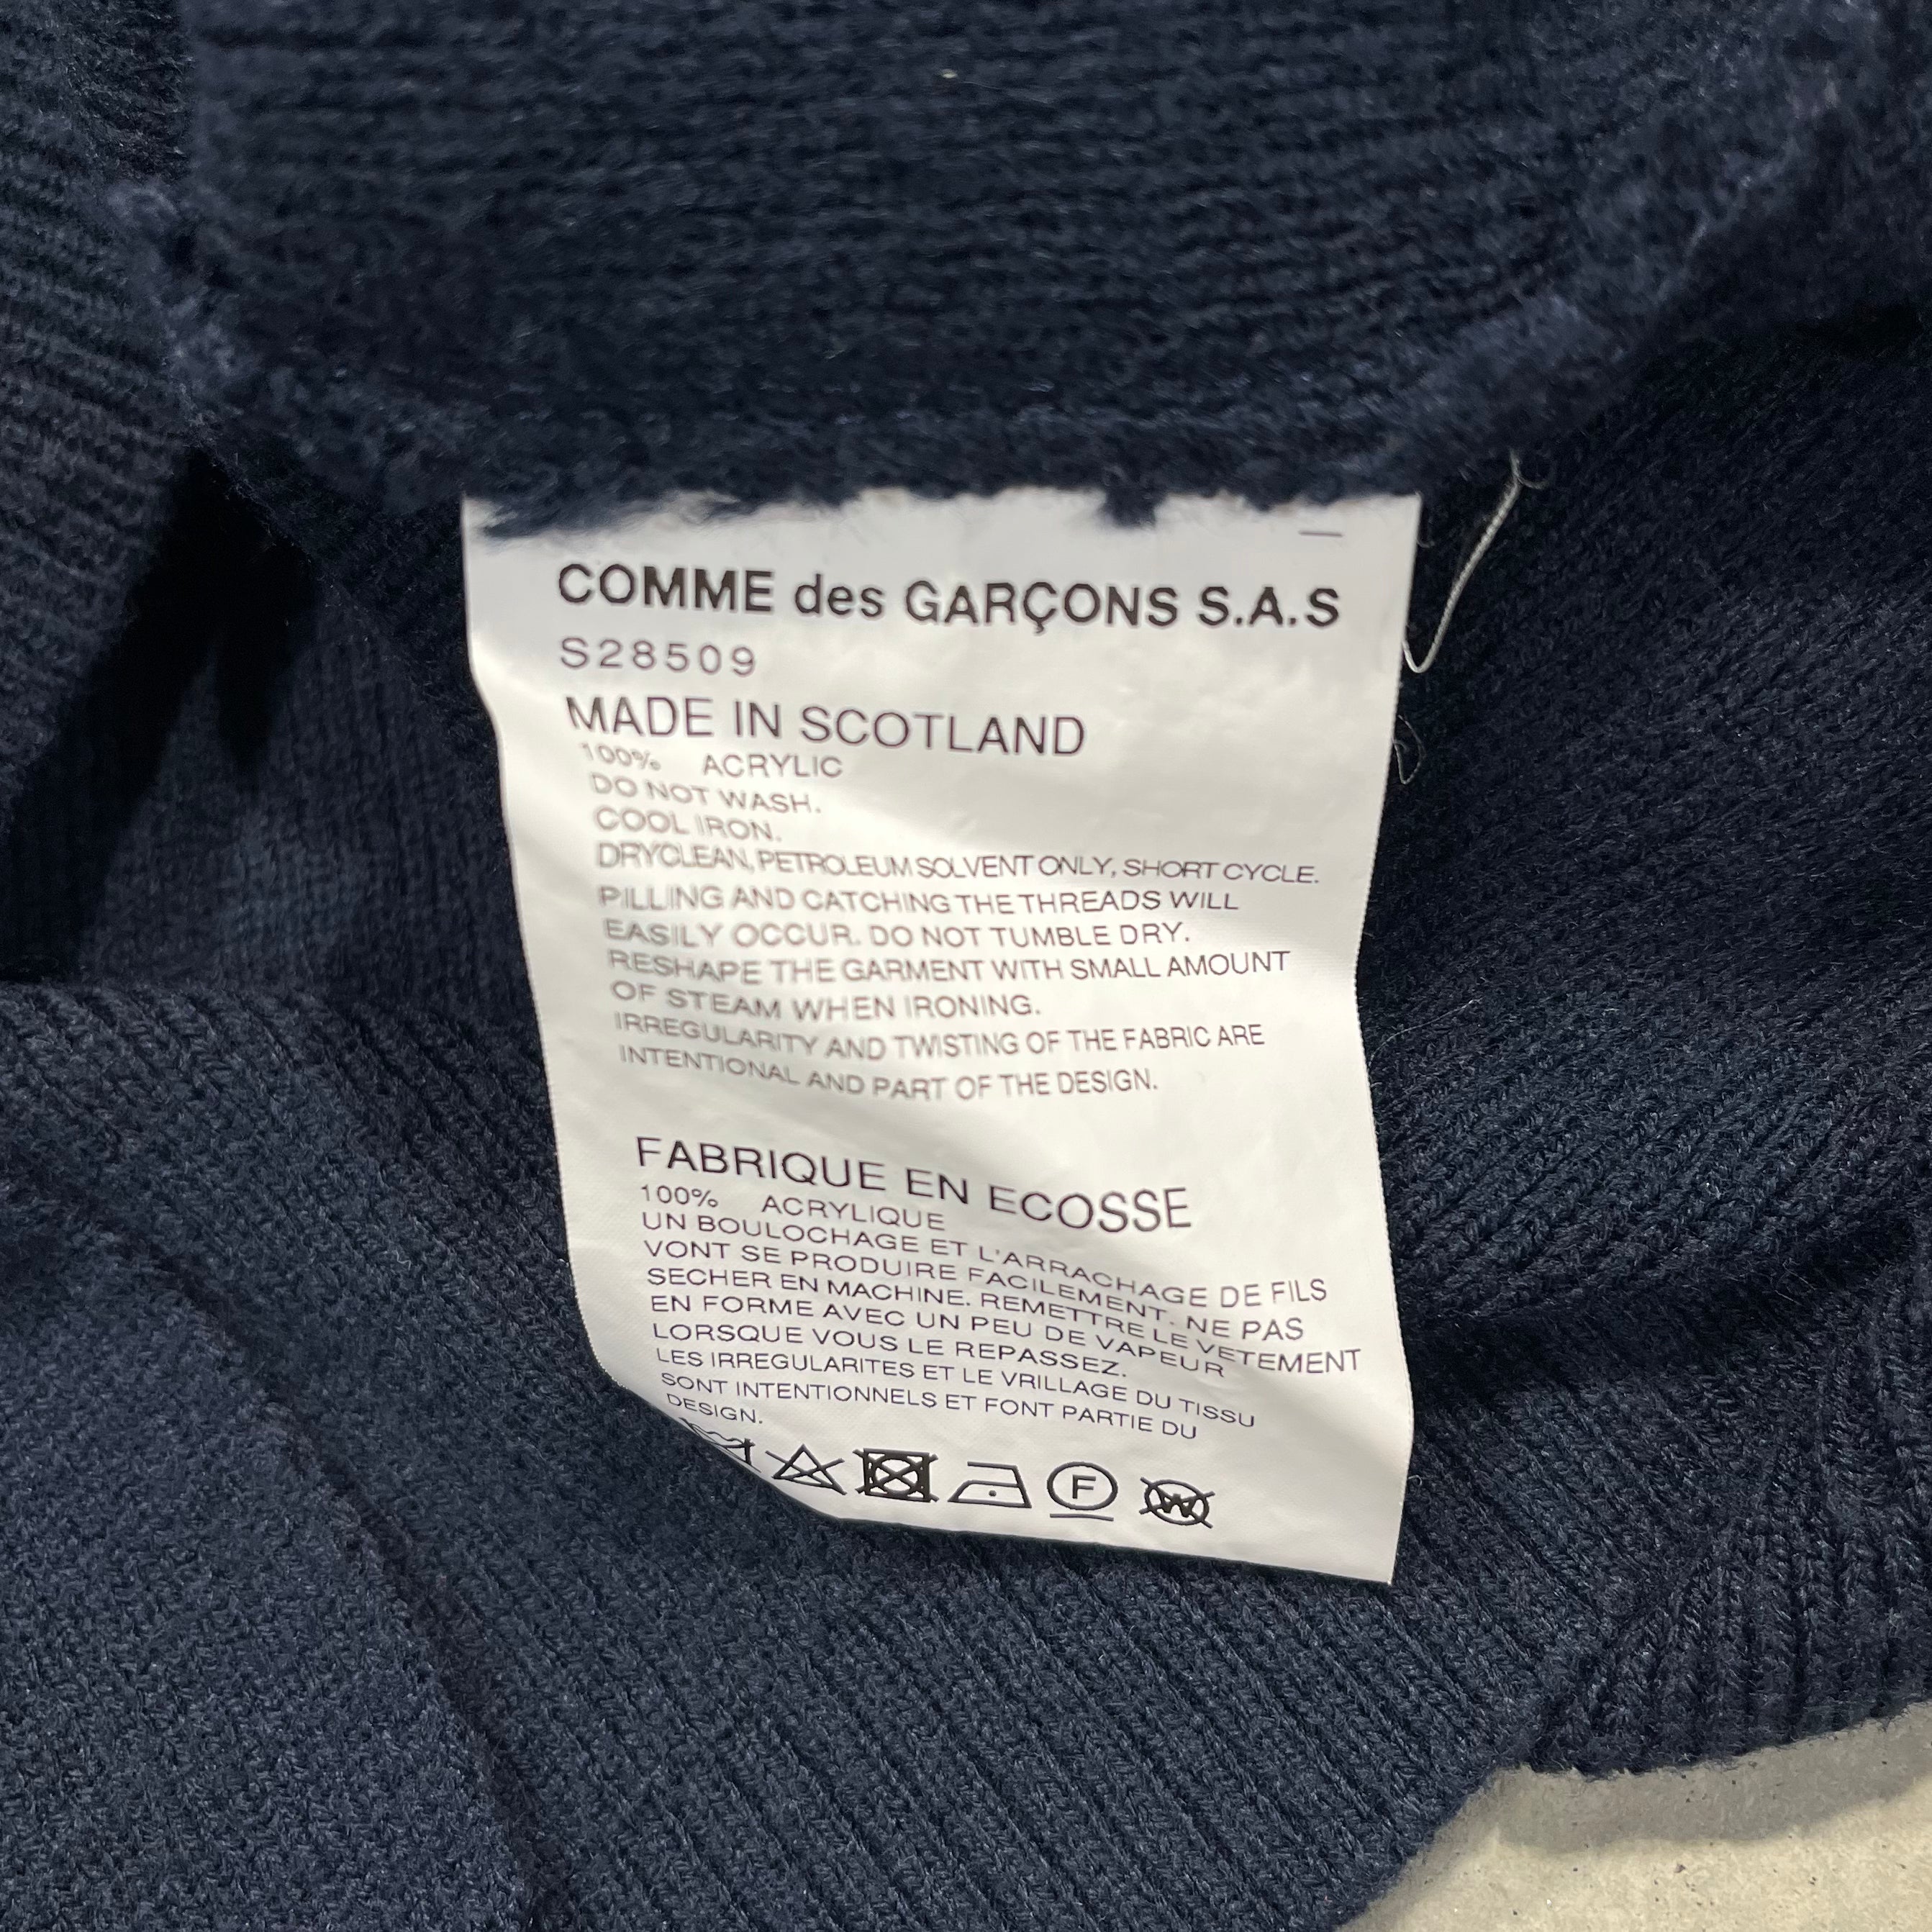 COMME des GARÇONS S.A.S
S28509
MADE IN SCOTLAND
100% ACRYLIC
DO NOT WASH.
COOL IRON.
DRYCLEAN, PETROLEUM SOLVENT ONLY, SHORT CYCLE.
PILLING AND CATCHING THE THREADS WILL
EASILY OCCUR. DO NOT TUMBLE DRY.
RESHAPE THE GARMENT WITH SMALL AMOUNT
OF STEAM WHEN IRONING.
IRREGULARITY AND TWISTING OF THE FABRIC ARE
INTENTIONAL AND PART OF THE DESIGN.
FABRIQUE EN ECOSSE
100% ACRYLIQUE
UN BOULOCHAGE ET L'ARRACHAGE DE FILS
VONT SE PRODUIRE FACILEMENT. NE PAS
SECHER EN MACHINE. REMETTRE LE VETEMENT
EN FORME AVEC UN PEU DE VAPEUR
LORSQUE VOUS LE REPASSEZ.
LES IRREGULARITES ET LE VRILLAGE DU TISSU
SONT INTENTIONNELS ET FONT PARTIE DU
DESIGN.
F W